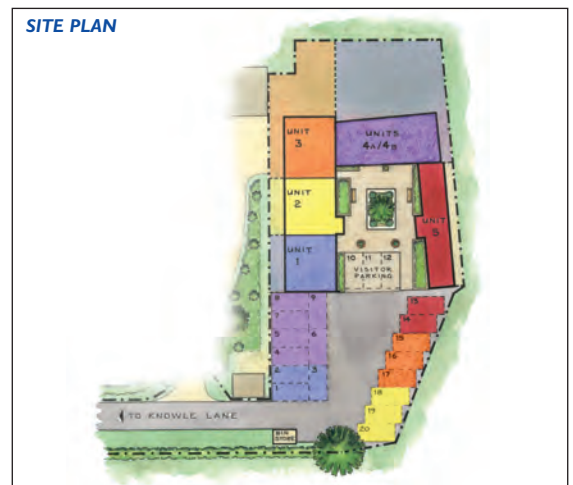 SITE PLAN
UNIT
3
UNITS
4A/4B
UNIT
2
UNIT
5
UNIT
1
10 11 12
VISITOR
PARKING
8 9
7
5 6
4
2 3
1
13
14
15
16
17
18
19
20
TO KNOWLE LANE
BIN
STORE